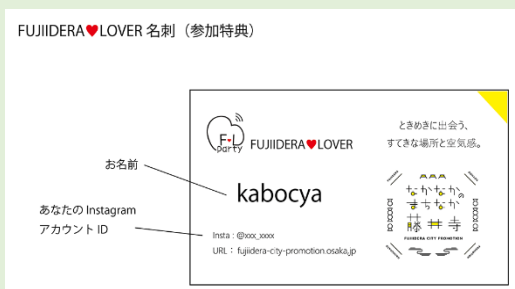 FUJIIDERA♥LOVER 名刺（参加特典）
F♥L
party
FUJIIDERA♥LOVER
ときめきに出会う、
すてきな場所と空気感。
お名前
kabocya
あなたの Instagram
アカウント ID
Insta : @xxx_xxxx
URL : fujiidera-city-promotion.osaka.jp
なかなかの
まちなか
藤井寺
FUJIIDERA CITY PROMOTION